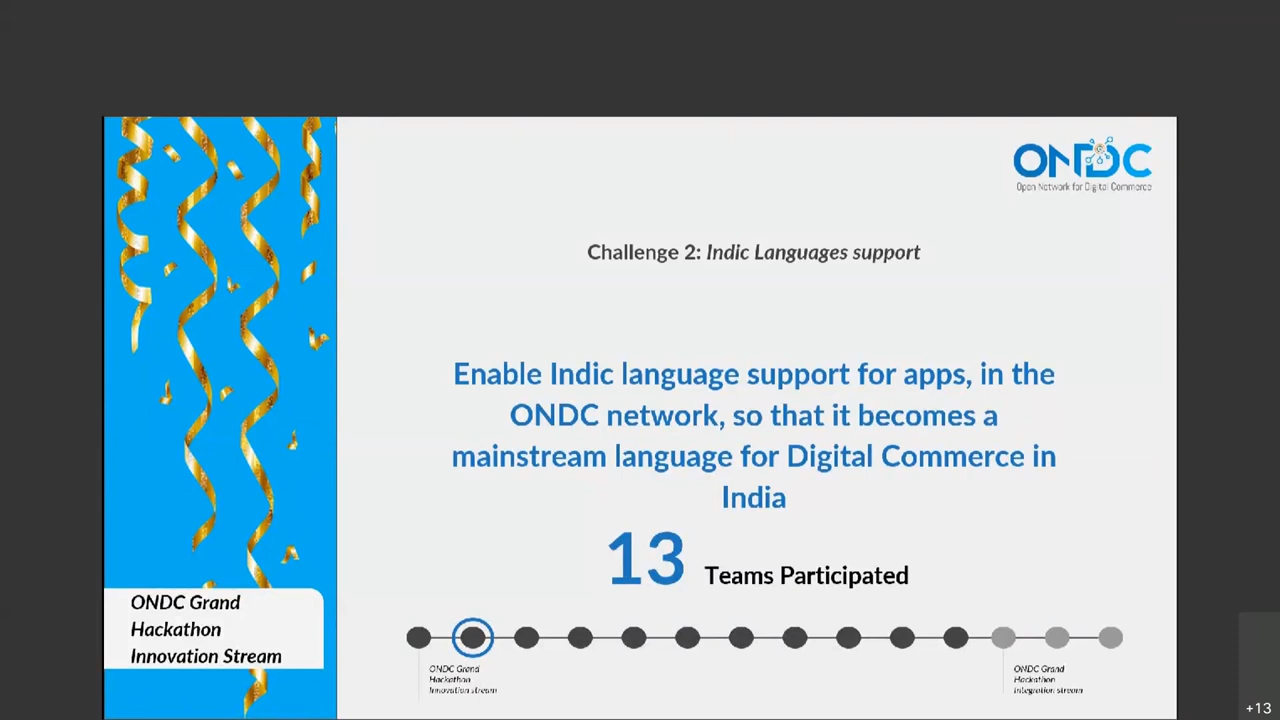 ONDC
Open Network for Digital Commerce
Challenge 2: Indic Languages support
Enable Indic language support for apps, in the
ONDC network, so that it becomes a
mainstream language for Digital Commerce in
India
13 Teams Participated
ONDC Grand
Hackathon
Innovation Stream
ONDC Grand
Hackathon
Innovation stream
ONDC Grand
Hackathon
Integration stream
+13